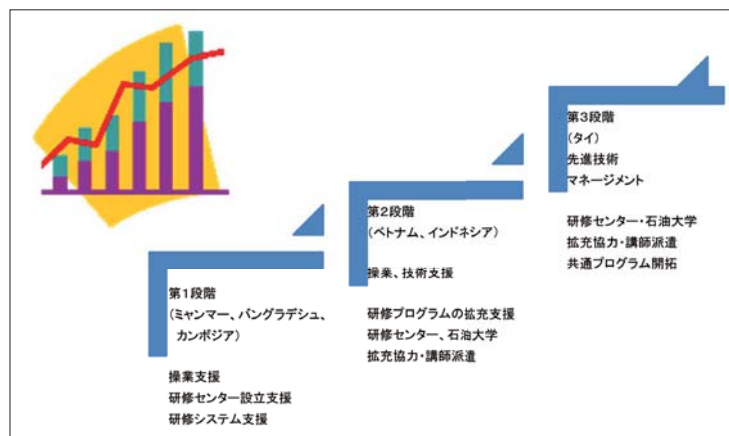 第1段階
（ミャンマー、バングラデシュ、
カンボジア）
操業支援
研修センター設立支援
研修システム支援
第2段階
（ベトナム、インドネシア）
操業、技術支援
研修プログラムの拡充支援
研修センター、石油大学
拡充協力・講師派遣
第3段階
（タイ）
先進技術
マネージメント
研修センター・石油大学
拡充協力・講師派遣
共通プログラム開拓